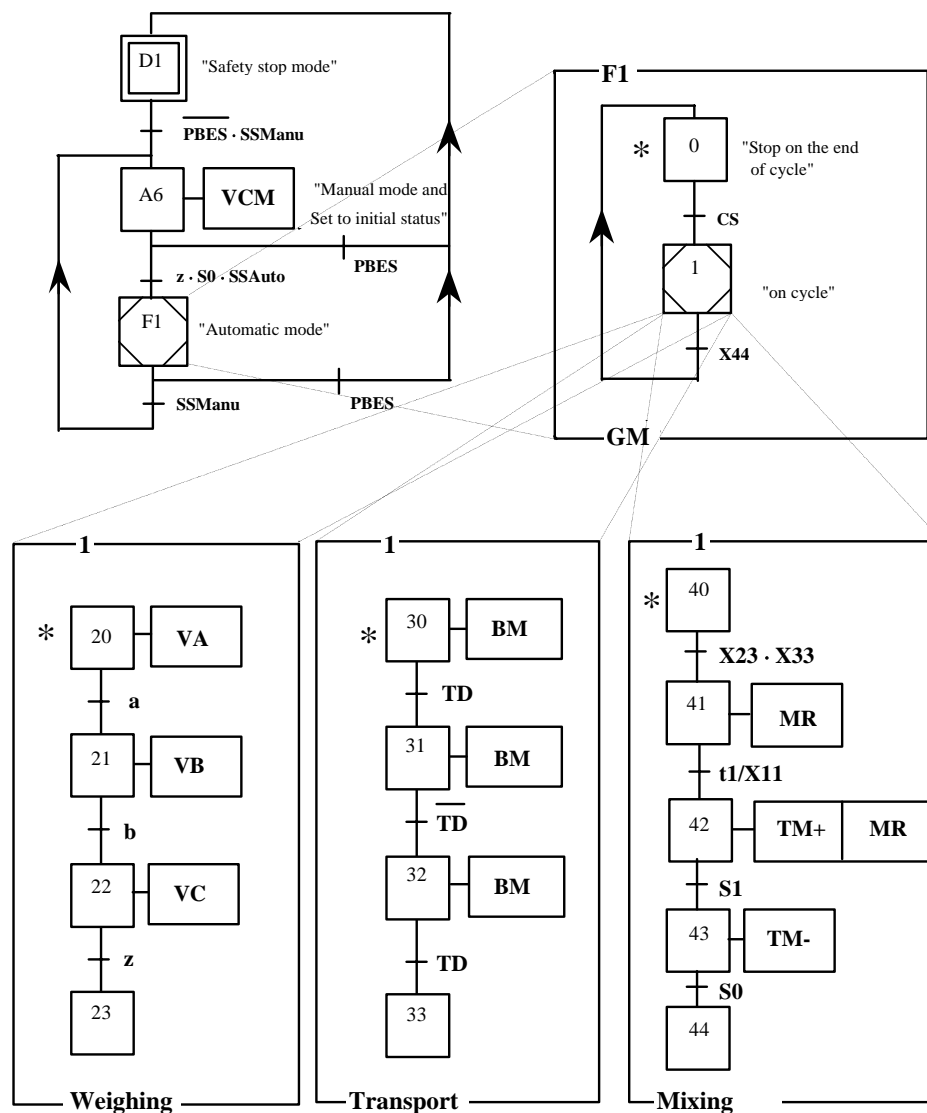 D1
"Safety stop mode"
PBES · SSManu
A6
VCM
"Manual mode and
Set to initial status"
PBES
z · S0 · SSAuto
F1
"Automatic mode"
PBES
SSManu
F1
*
0
"Stop on the end
of cycle"
CS
1
"on cycle"
X44
GM
1
*
20
VA
a
21
VB
b
22
VC
z
23
Weighing
1
*
30
BM
TD
31
BM
TD
32
BM
TD
33
Transport
1
*
40
X23 · X33
41
MR
t1/X11
42
TM+
MR
S1
43
TM-
S0
44
Mixing